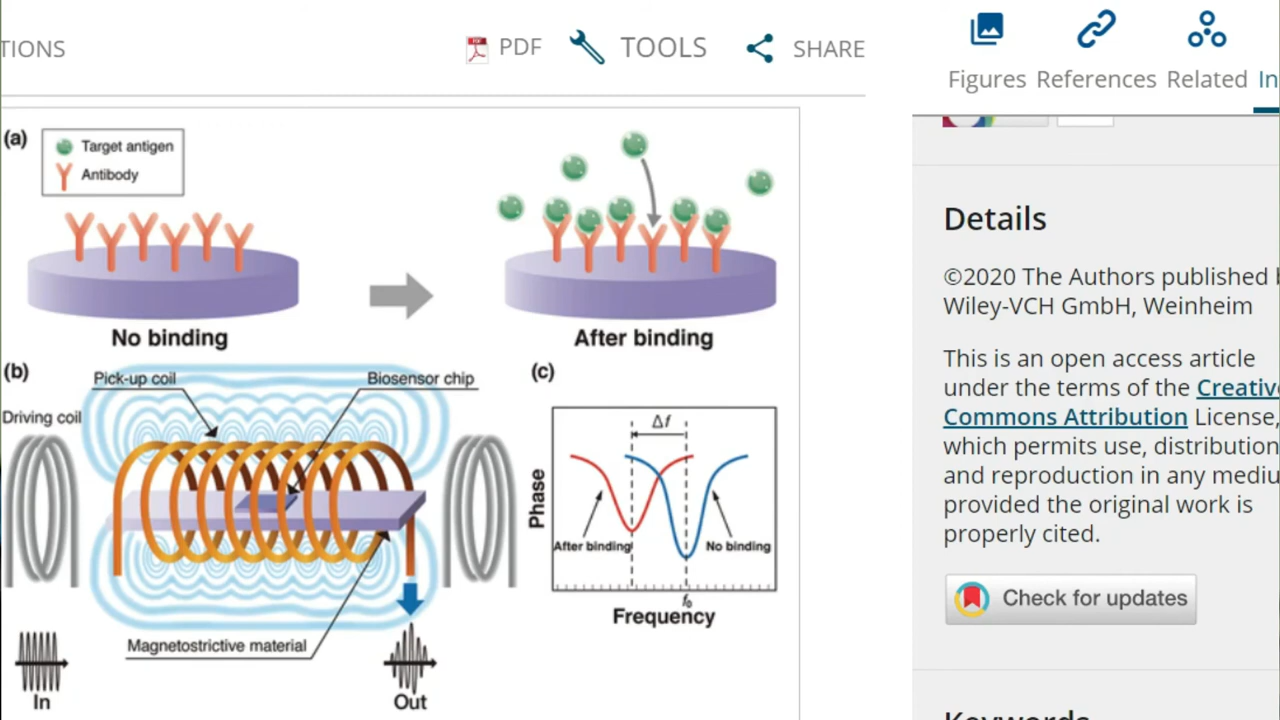 TIONS
PDF
TOOLS
SHARE
Figures
References
Related
In
(a)
Target antigen
Antibody
No binding
After binding
(b)
Pick-up coil
Biosensor chip
Driving coil
Magnetostrictive material
In
Out
(c)
Δf
Phase
After binding
No binding
f₀
Frequency
Details
©2020 The Authors published
Wiley-VCH GmbH, Weinheim
This is an open access article
under the terms of the Creative
Commons Attribution License,
which permits use, distribution
and reproduction in any mediu
provided the original work is
properly cited.
Check for updates
Keywords